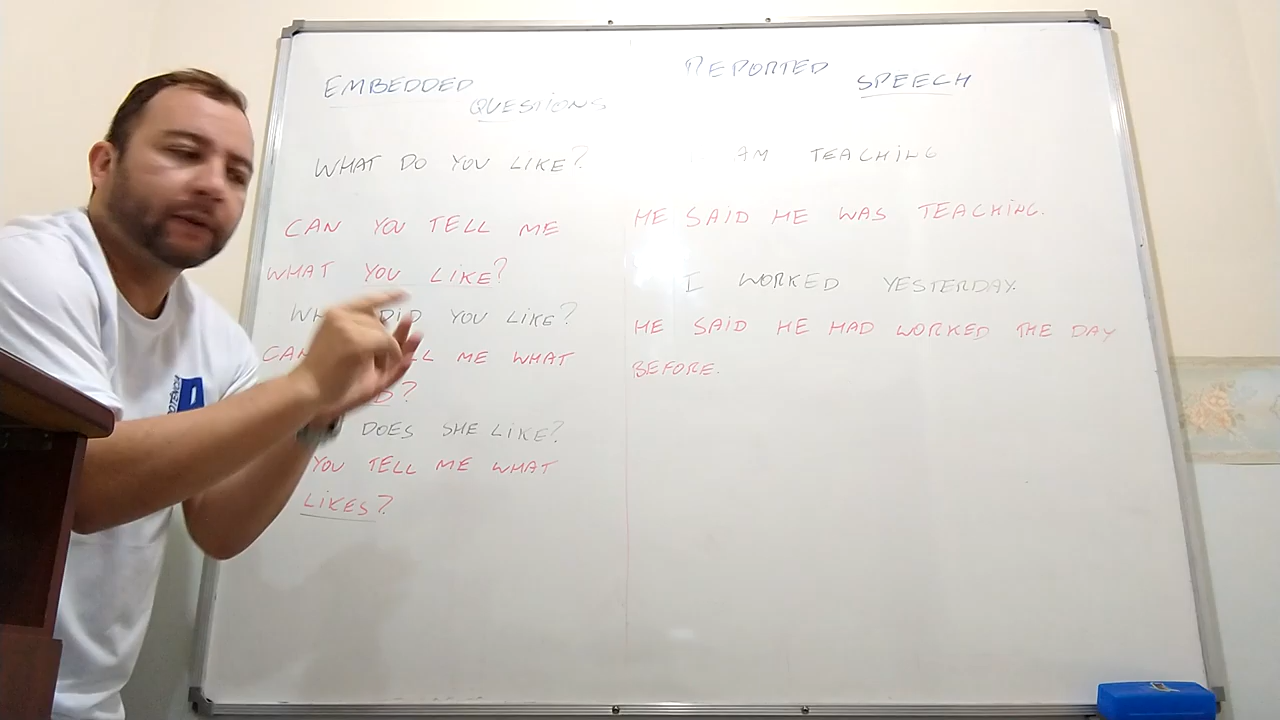 EMBEDDED
QUESTIONS
WHAT DO YOU LIKE?
CAN YOU TELL ME
WHAT YOU LIKE?
DID YOU LIKE?
CAN ME WHAT
DOES SHE LIKE?
YOU TELL ME WHAT
LIKES?
REPORTED
SPEECH
AM TEACHING
HE SAID HE WAS TEACHING.
I WORKED YESTERDAY.
HE SAID HE HAD WORKED THE DAY
BEFORE.